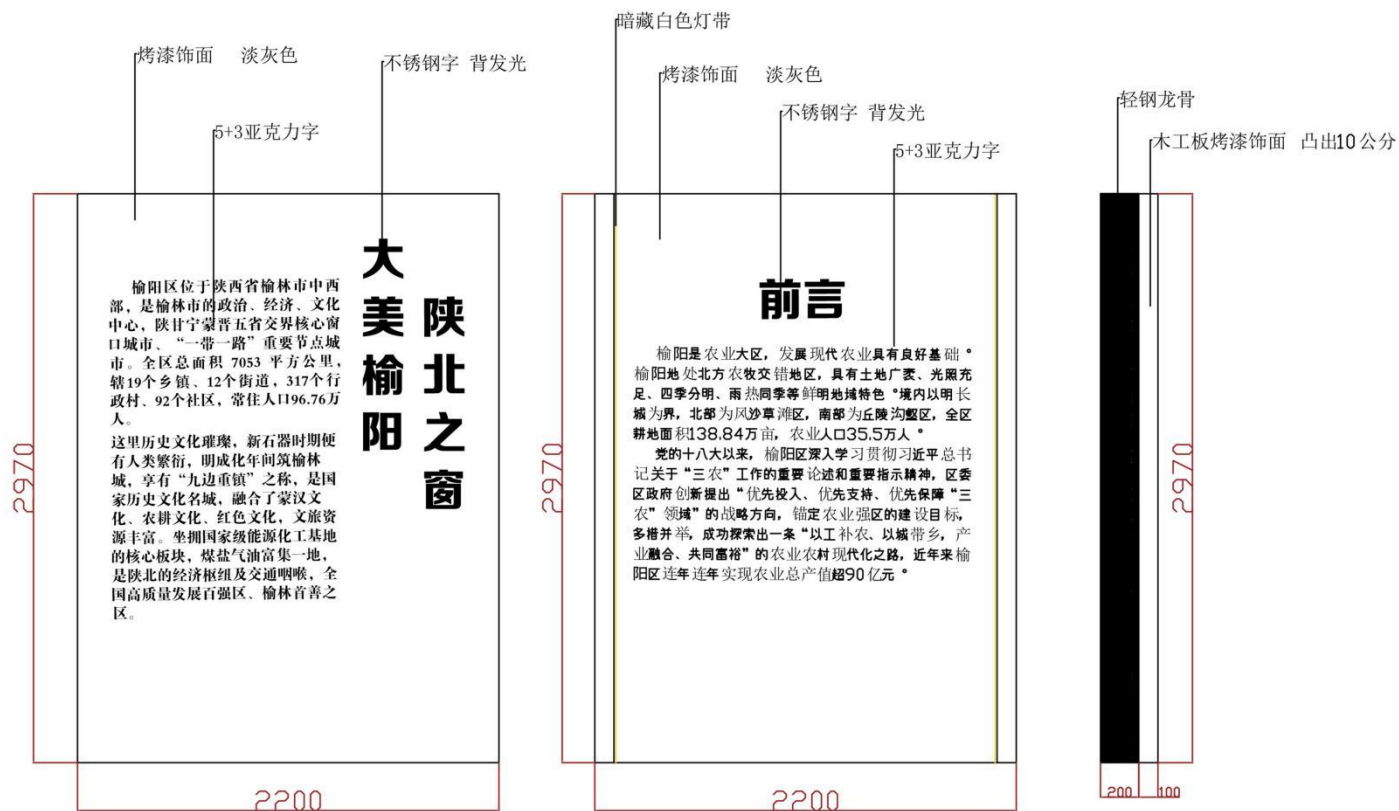 烤漆饰面 淡灰色
不锈钢字 背发光
5+3亚克力字
大美榆阳
陕北之窗
榆阳区位于陕西省榆林市中西
部，是榆林市的政治、经济、文化
中心，陕甘宁蒙晋五省交界核心窗
口城市、“一带一路”重要节点城
市。全区总面积 7053 平方公里，
辖19个乡镇、12个街道，317个行
政村、92个社区，常住人口96.76万
人。
这里历史文化璀璨，新石器时期便
有人类繁衍，明成化年间筑榆林
城，享有“九边重镇”之称，是国
家历史文化名城，融合了蒙汉文
化、农耕文化、红色文化，文旅资
源丰富。坐拥国家级能源化工基地
的核心板块，煤盐气油富集一地，
是陕北的经济枢纽及交通咽喉，全
国高质量发展百强区、榆林首善之
区。
2970
2200
暗藏白色灯带
烤漆饰面 淡灰色
不锈钢字 背发光
5+3亚克力字
前言
榆阳是农业大区，发展现代农业具有良好基础。
榆阳地处北方农牧交错地区，具有土地广袤、光照充
足、四季分明、雨热同季等鲜明地域特色。境内以明长
城为界，北部为风沙草滩区，南部为丘陵沟壑区，全区
耕地面积138.84万亩，农业人口35.5万人。
党的十八大以来，榆阳区深入学习贯彻习近平总书
记关于“三农”工作的重要论述和重要指示精神，区委
区政府创新提出“优先投入、优先支持、优先保障“三
农”领域”的战略方向，锚定农业强区的建设目标，
多措并举，成功探索出一条“以工补农、以城带乡，产
业融合、共同富裕”的农业农村现代化之路，近年来榆
阳区连年连年实现农业总产值超90亿元。
2970
2200
轻钢龙骨
木工板烤漆饰面 凸出10公分
2970
200
100